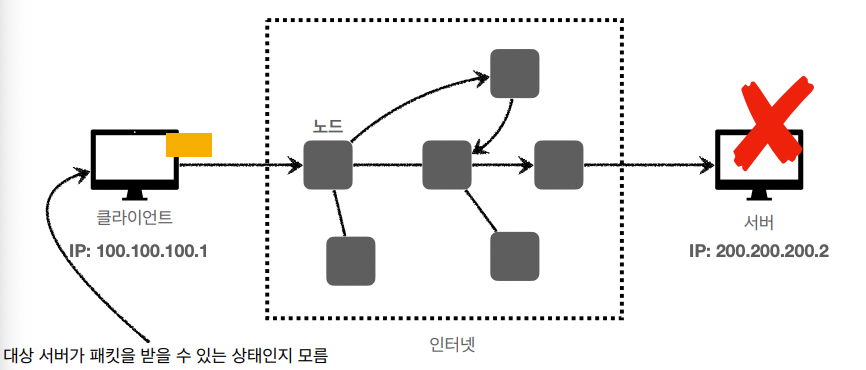 노드
클라이언트
IP: 100.100.100.1
서버
IP: 200.200.200.2
인터넷
대상 서버가 패킷을 받을 수 있는 상태인지 모름